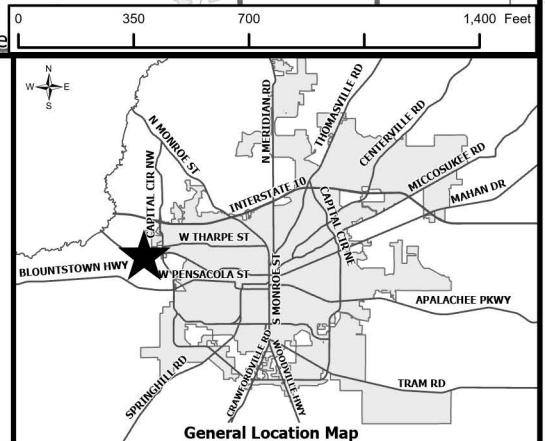 0 350 700 1,400 Feet
RD
N
W E
S
N MONROE ST
N MERIDIAN RD
THOMASVILLE RD
CENTERVILLE RD
CAPITAL CIR NW
INTERSTATE 10
MICCOSUKEE RD
MAHAN DR
CAPITAL CIR NE
W THARPE ST
BLOUNTSTOWN HWY
W PENSACOLA ST
S MONROE ST
APALACHEE PKWY
SPRINGHILL RD
CRAWFORDVILLE RD
WOODVILLE HWY
TRAM RD
General Location Map